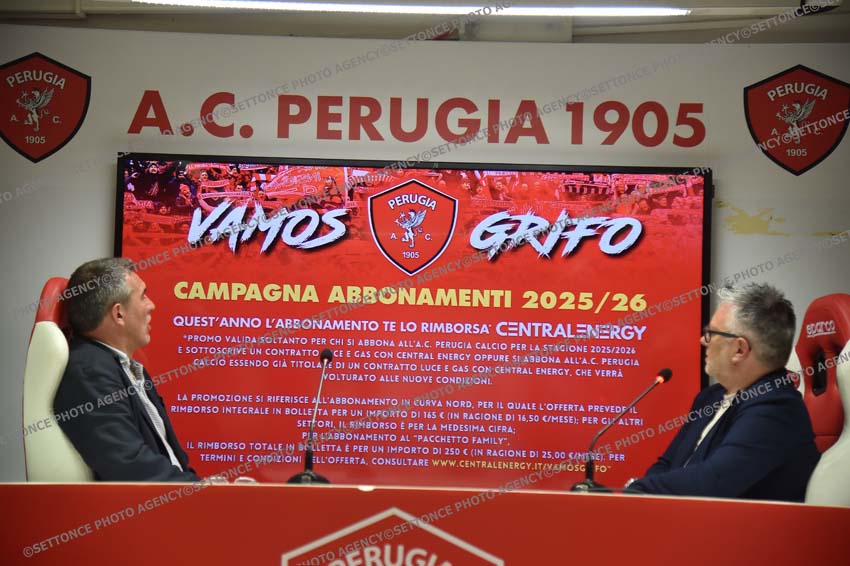 PERUGIA
A. C.
1905
A.C. PERUGIA 1905
PERUGIA
A. C.
1905
VAMOS
PERUGIA
A. C.
1905
GRIFO
CAMPAGNA ABBONAMENTI 2025/26
QUEST'ANNO L'ABBONAMENTO TE LO RIMBORSA' CENTRALENERGY
*PROMO VALIDA SOLTANTO PER CHI SI ABBONA ALL'A.C. PERUGIA CALCIO PER LA STAGIONE 2025/2026
E SOTTOSCRIVE UN CONTRATTO LUCE E GAS CON CENTRAL ENERGY OPPURE SI ABBONA ALL'A.C. PERUGIA
CALCIO ESSENDO GIÀ TITOLARE DI UN CONTRATTO LUCE E GAS CON CENTRAL ENERGY, CHE VERRÀ
VOLTURATO ALLE NUOVE CONDIZIONI.
LA PROMOZIONE SI RIFERISCE ALL'ABBONAMENTO IN CURVA NORD, PER IL QUALE L'OFFERTA PREVEDE IL
RIMBORSO INTEGRALE IN BOLLETTA PER UN IMPORTO DI 165 € (IN RAGIONE DI 16,50 €/MESE); PER GLI ALTRI
SETTORI, IL RIMBORSO È PER LA MEDESIMA CIFRA;
PER L'ABBONAMENTO AL "PACCHETTO FAMILY",
IL RIMBORSO TOTALE IN BOLLETTA È PER UN IMPORTO DI 250 € (IN RAGIONE DI 25,00 €/MESE). PER
TERMINI E CONDIZIONI DELL'OFFERTA, CONSULTARE WWW.CENTRALENERGY.IT/VAMOSGRIFO"
sparco
PERUGIA
©SETTONCE PHOTO AGENCY